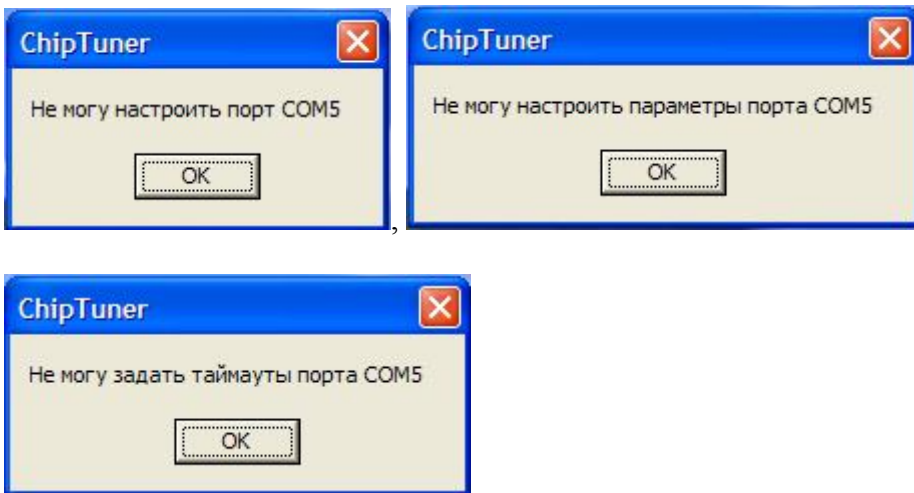 ChipTuner
Не могу настроить порт COM5
OK
,
ChipTuner
Не могу настроить параметры порта COM5
OK
ChipTuner
Не могу задать таймауты порта COM5
OK